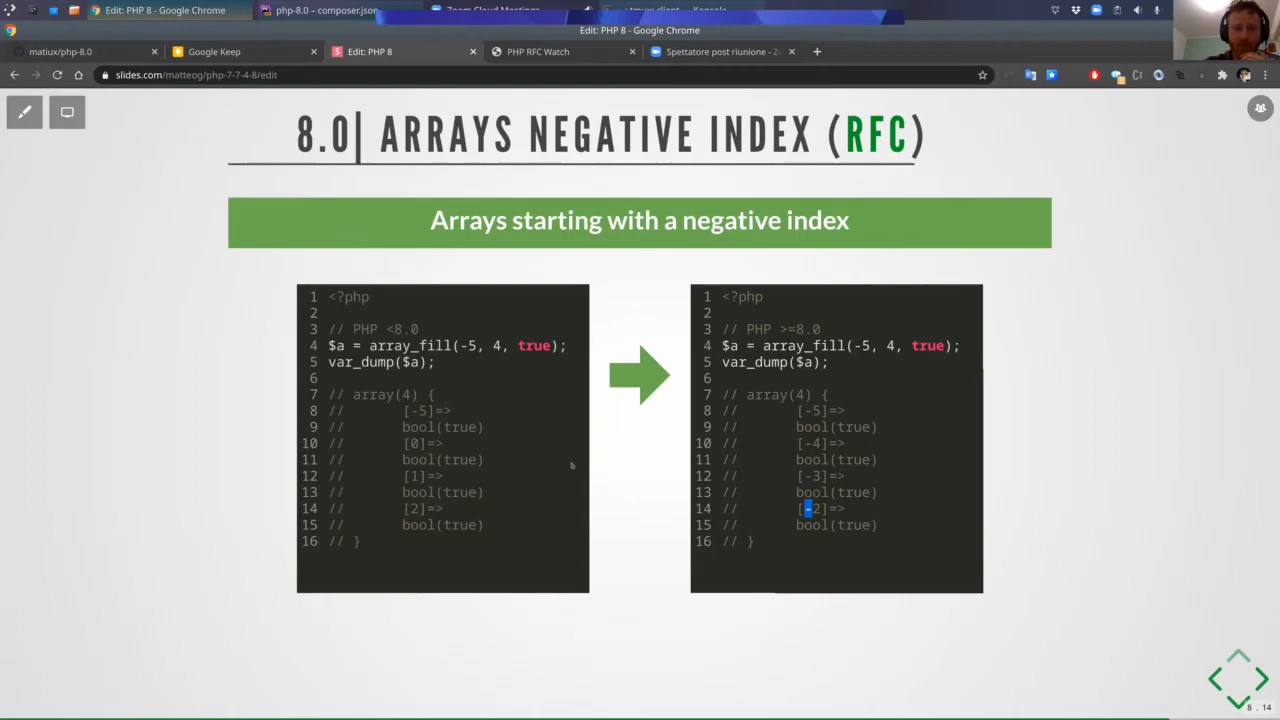 Edit: PHP 8 - Google Chrome
php-8.0 – composer.json
Zoom Cloud Meetings
Edit: PHP 8 - Google Chrome
matiux/php-8.0
Google Keep
Edit: PHP 8
PHP RFC Watch
Spettatore post riunione - Z
slides.com/matteog/php-7-7-4-8/edit
8.0| ARRAYS NEGATIVE INDEX (RFC)
Arrays starting with a negative index
1 <?php
2
3 // PHP <8.0
4 $a = array_fill(-5, 4, true);
5 var_dump($a);
6
7 // array(4) {
8 // [-5]=>
9 // bool(true)
10 // [0]=>
11 // bool(true)
12 // [1]=>
13 // bool(true)
14 // [2]=>
15 // bool(true)
16 // }
1 <?php
2
3 // PHP >=8.0
4 $a = array_fill(-5, 4, true);
5 var_dump($a);
6
7 // array(4) {
8 // [-5]=>
9 // bool(true)
10 // [-4]=>
11 // bool(true)
12 // [-3]=>
13 // bool(true)
14 // [-2]=>
15 // bool(true)
16 // }
8 . 14